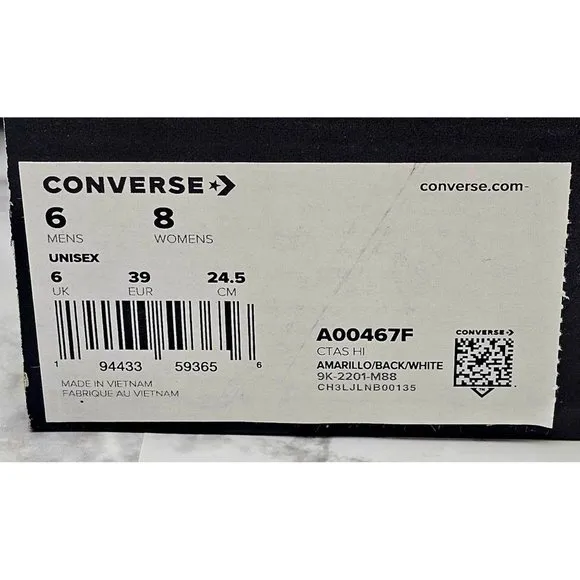 CONVERSE
converse.com
6 8
MENS WOMENS
UNISEX
6 39 24.5
UK EUR CM
1 94433 59365 6
MADE IN VIETNAM
FABRIQUE AU VIETNAM
A00467F
CTAS HI
AMARILLO/BACK/WHITE
9K-2201-M88
CH3LJLNB00135
CONVERSE